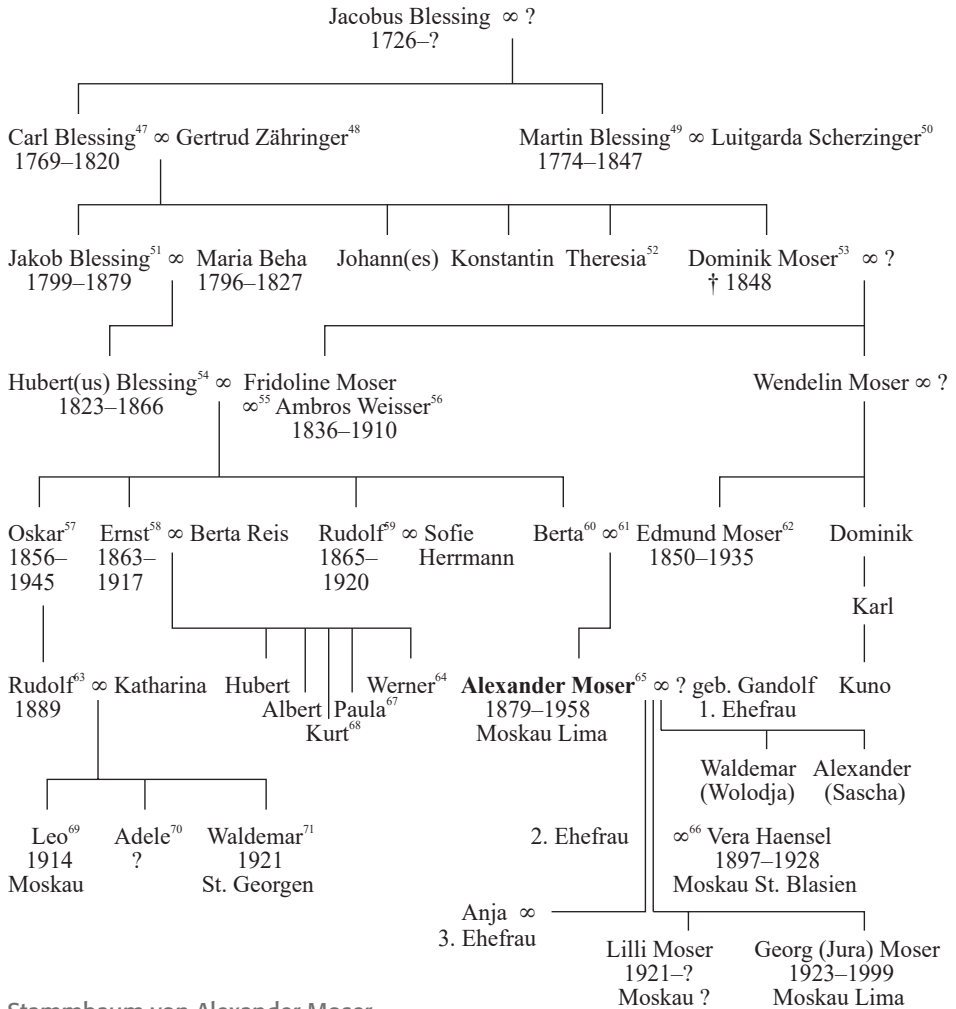 Jacobus Blessing ∞ ?
1726–?
Carl Blessing47 ∞ Gertrud Zähringer48
1769–1820
Martin Blessing49 ∞ Luitgarda Scherzinger50
1774–1847
Jakob Blessing51 ∞ Maria Beha
1799–1879 1796–1827
Johann(es) Konstantin Theresia52
Dominik Moser53 ∞ ?
† 1848
Hubert(us) Blessing54 ∞ Fridoline Moser
1823–1866
∞55 Ambros Weisser56
1836–1910
Wendelin Moser ∞ ?
Oskar57
1856–
1945
Ernst58 ∞ Berta Reis
1863–
1917
Rudolf59 ∞ Sofie
Herrmann
1865–
1920
Berta60 ∞61 Edmund Moser62
1850–1935
Dominik
Karl
Rudolf63 ∞ Katharina
1889
Hubert
Albert
Kurt68
Paula67
Werner64
Alexander Moser65 ∞ ? geb. Gandolf
1879–1958
Moskau Lima
1. Ehefrau
Kuno
Waldemar
(Wolodja)
Alexander
(Sascha)
Leo69
1914
Moskau
Adele70
?
Waldemar71
1921
St. Georgen
2. Ehefrau
∞66 Vera Haensel
1897–1928
Moskau St. Blasien
Anja ∞
3. Ehefrau
Lilli Moser
1921–?
Moskau ?
Georg (Jura) Moser
1923–1999
Moskau Lima
Stammbaum von Alexander Moser